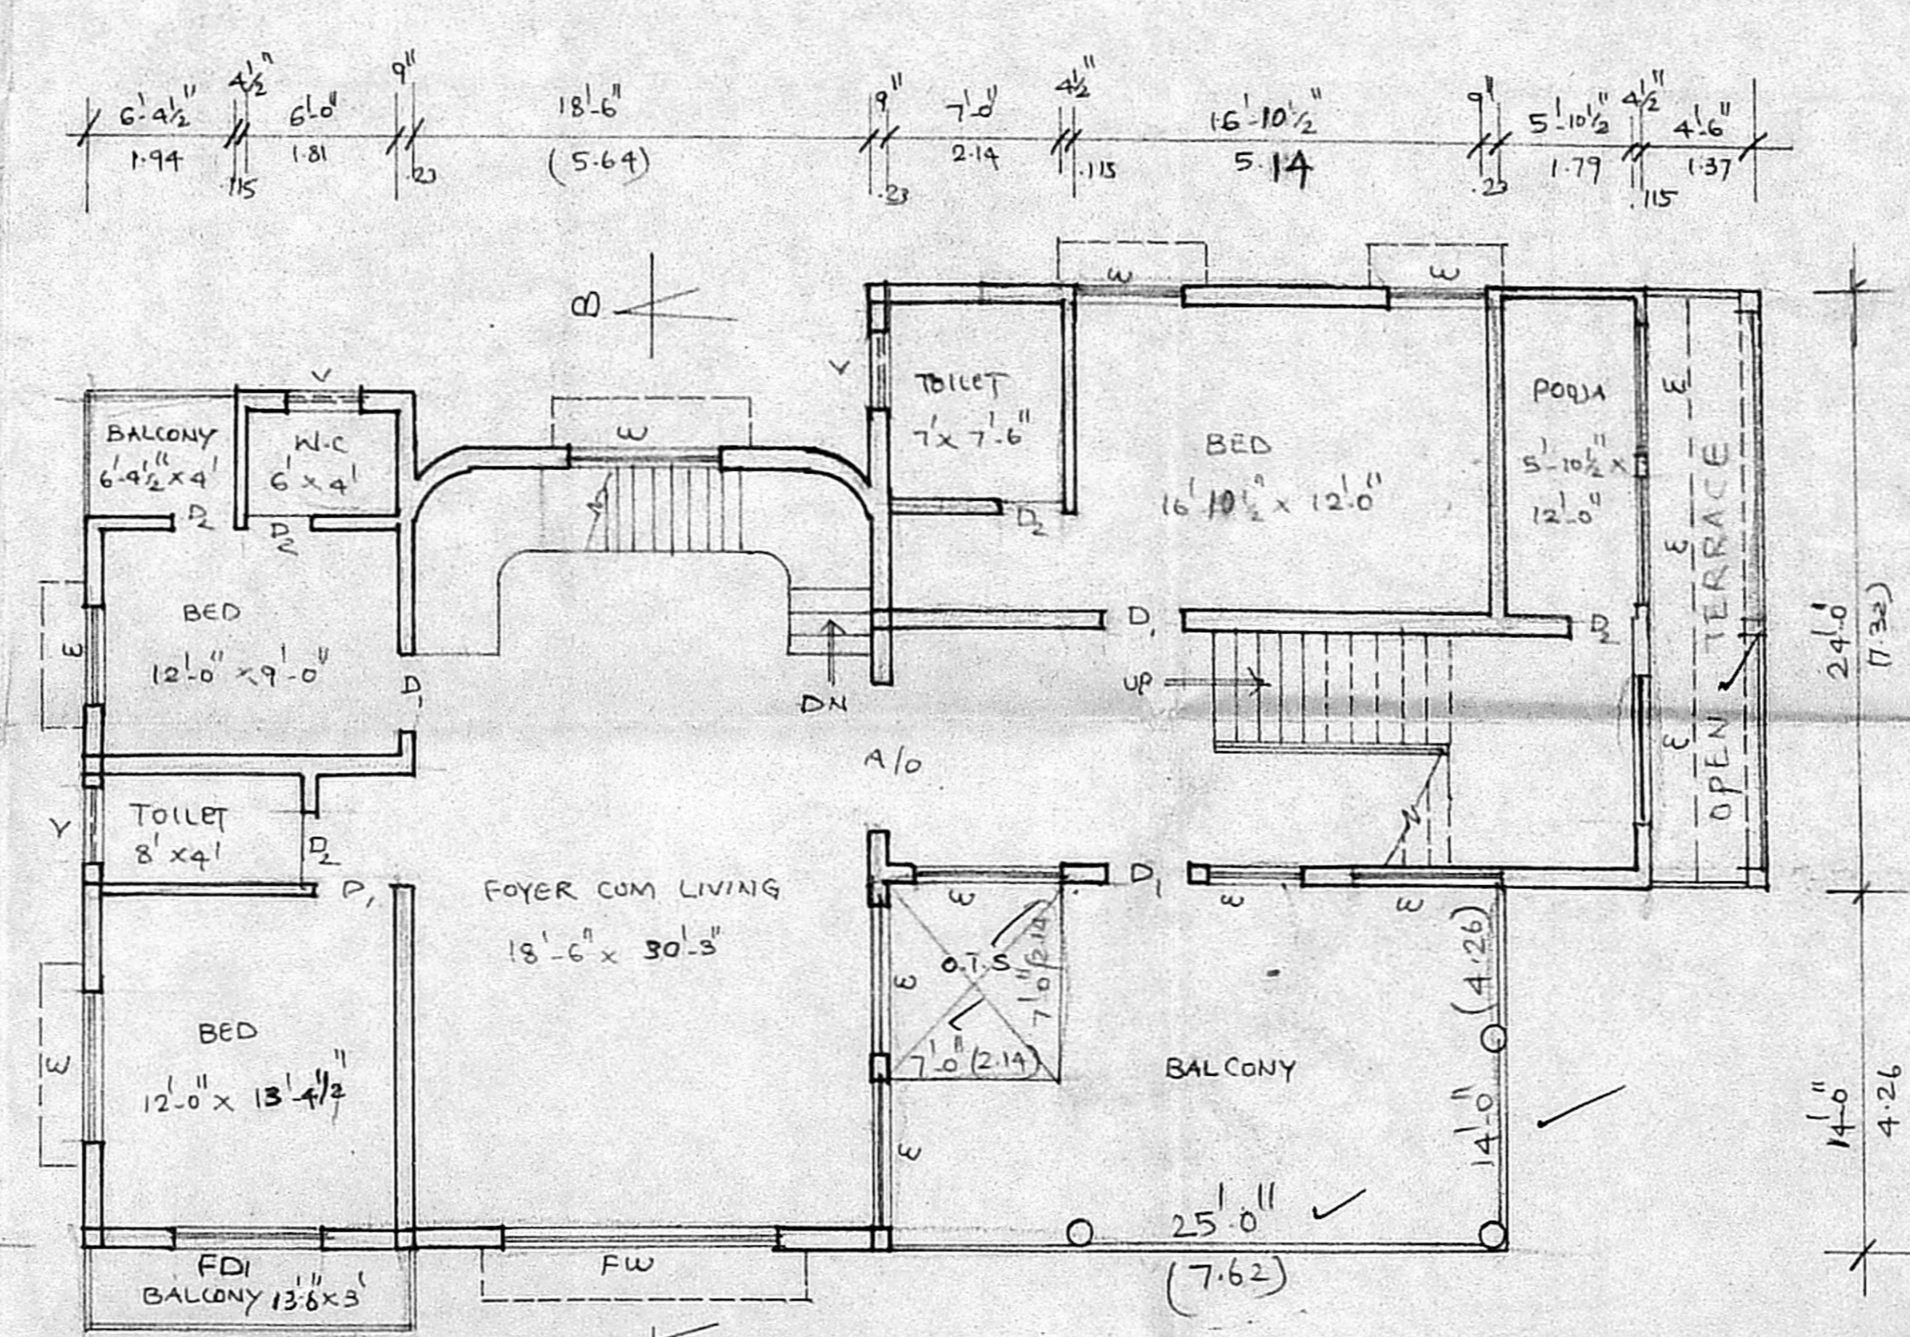 6'-4½" 4½" 6'-0" 9" 18'-6" 9" 7'-0" 4½" 16'-10½" 9" 5'-10½" 4½" 4'-6"
1.94 .115 1.81 .23 (5.64) .23 2.14 .115 5.14 .23 1.79 .115 1.37
B
W
W
V
V
TOILET
7' x 7'-6"
D2
BED
16'-10½" x 12'-0"
POOJA
5'-10½" x
12'-0"
D2
W
W
W
OPEN TERRACE
24'-0"
(7.32)
BALCONY
6'-4½" x 4'
D2
W.C
6' x 4'
D2
W
BED
12'-0" x 9'-0"
W
D1
DN
D1
UP
A/O
TOILET
8' x 4'
V
D2
D1
FOYER CUM LIVING
18'-6" x 30'-3"
W
D1
W
W
O.T.S
7'-0" (2.14)
7'-0" (2.14)
W
W
BED
12'-0" x 13'-4½"
W
BALCONY
14'-0" (4.26)
14'-0"
4.26
25'-0"
(7.62)
FD1
BALCONY 13'-6" x 3'
FW